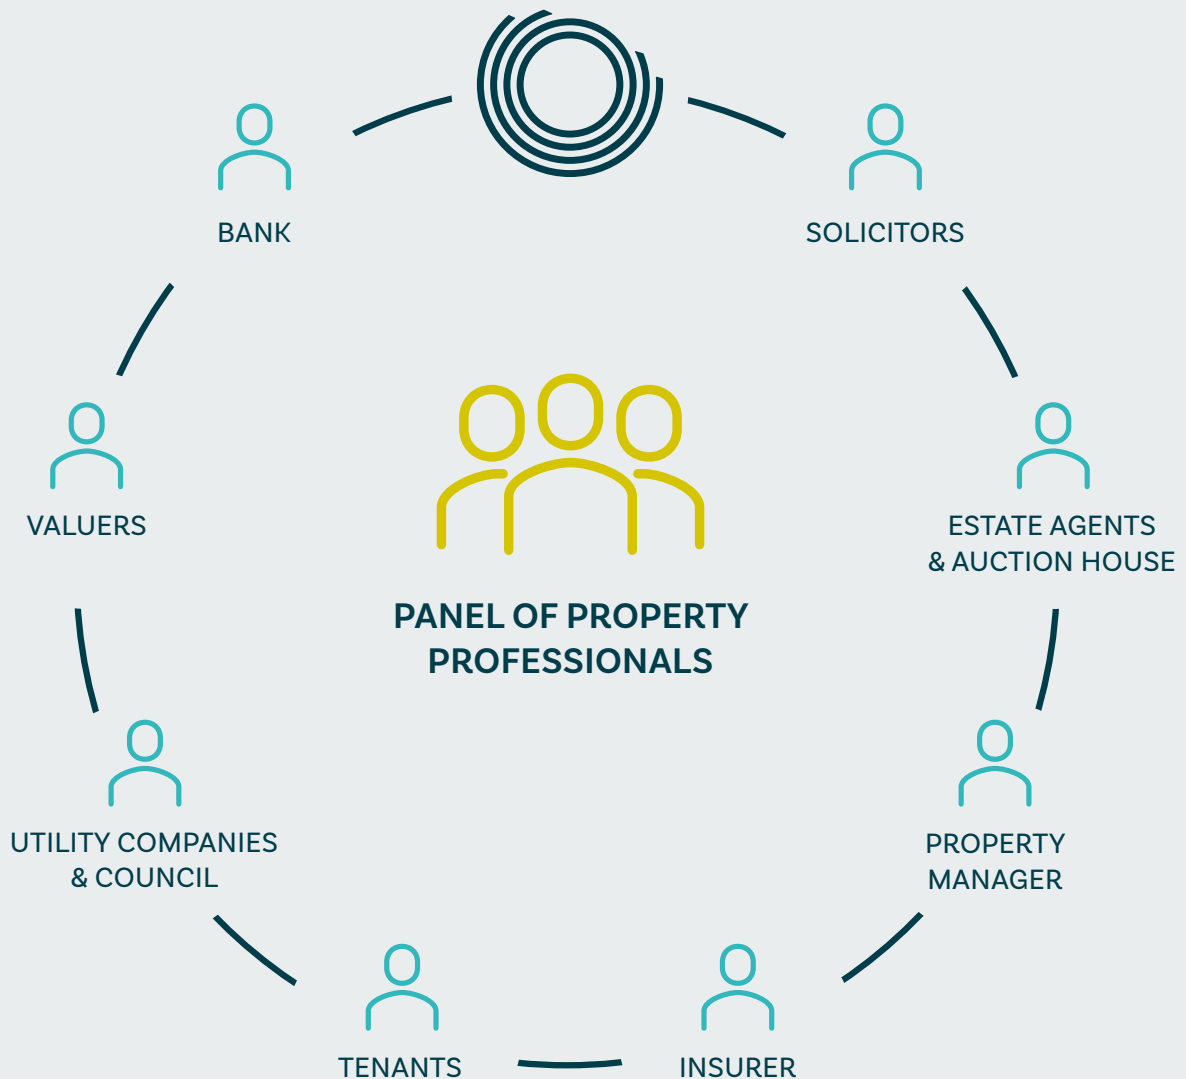 BANK
SOLICITORS
VALUERS
ESTATE AGENTS
& AUCTION HOUSE
PANEL OF PROPERTY
PROFESSIONALS
UTILITY COMPANIES
& COUNCIL
PROPERTY
MANAGER
TENANTS
INSURER